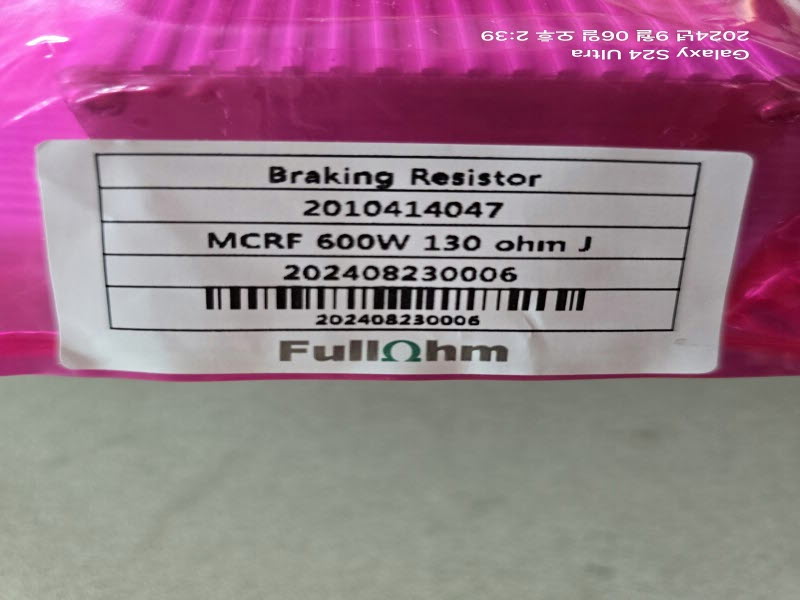 Galaxy S24 Ultra
2024년 9월 06일 오후 2:39
Braking Resistor
2010414047
MCRF 600W 130 ohm J
202408230006
202408230006
FullΩhm